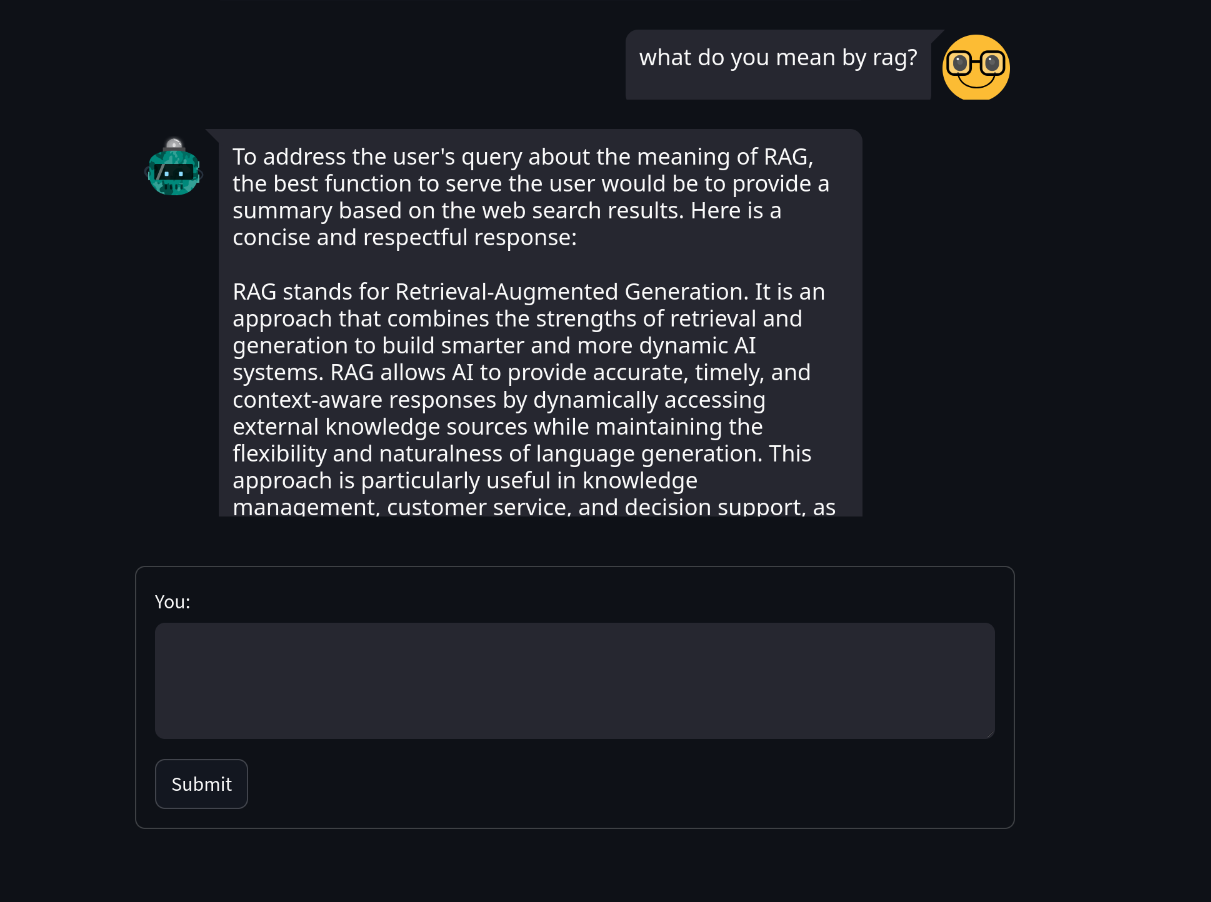 what do you mean by rag?
To address the user's query about the meaning of RAG,
the best function to serve the user would be to provide a
summary based on the web search results. Here is a
concise and respectful response:
RAG stands for Retrieval-Augmented Generation. It is an
approach that combines the strengths of retrieval and
generation to build smarter and more dynamic AI
systems. RAG allows AI to provide accurate, timely, and
context-aware responses by dynamically accessing
external knowledge sources while maintaining the
flexibility and naturalness of language generation. This
approach is particularly useful in knowledge
management, customer service, and decision support, as
You:
Submit